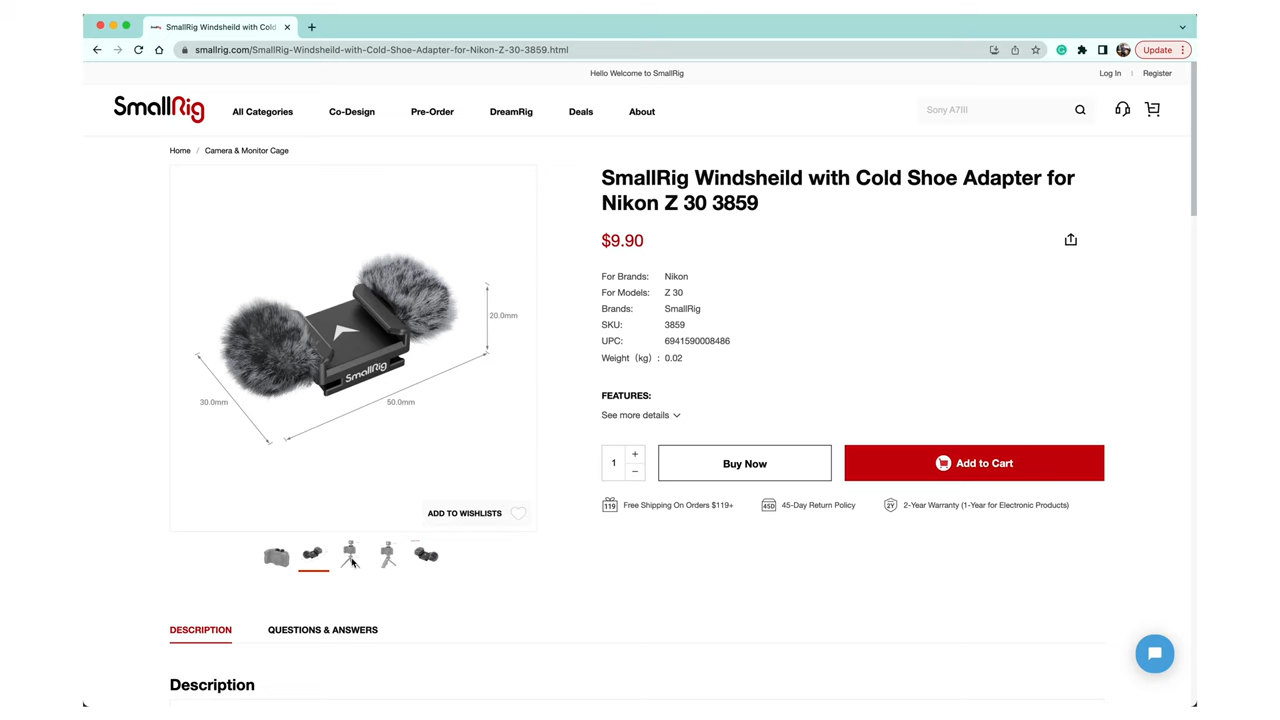 SmallRig Windsheild with Cold
smallrig.com/SmallRig-Windsheild-with-Cold-Shoe-Adapter-for-Nikon-Z-30-3859.html
Update
Hello Welcome to SmallRig
Log In | Register
SmallRig
All Categories Co-Design Pre-Order DreamRig Deals About
Sony A7III
Home / Camera & Monitor Cage
SmallRig Windsheild with Cold Shoe Adapter for
Nikon Z 30 3859
$9.90
For Brands: Nikon
For Models: Z 30
Brands: SmallRig
SKU: 3859
UPC: 6941590008486
Weight（kg）: 0.02
20.0mm
SmallRig
30.0mm
50.0mm
FEATURES:
See more details
1 + −
Buy Now
Add to Cart
ADD TO WISHLISTS
119 Free Shipping On Orders $119+
45D 45-Day Return Policy
2Y 2-Year Warranty (1-Year for Electronic Products)
DESCRIPTION QUESTIONS & ANSWERS
Description